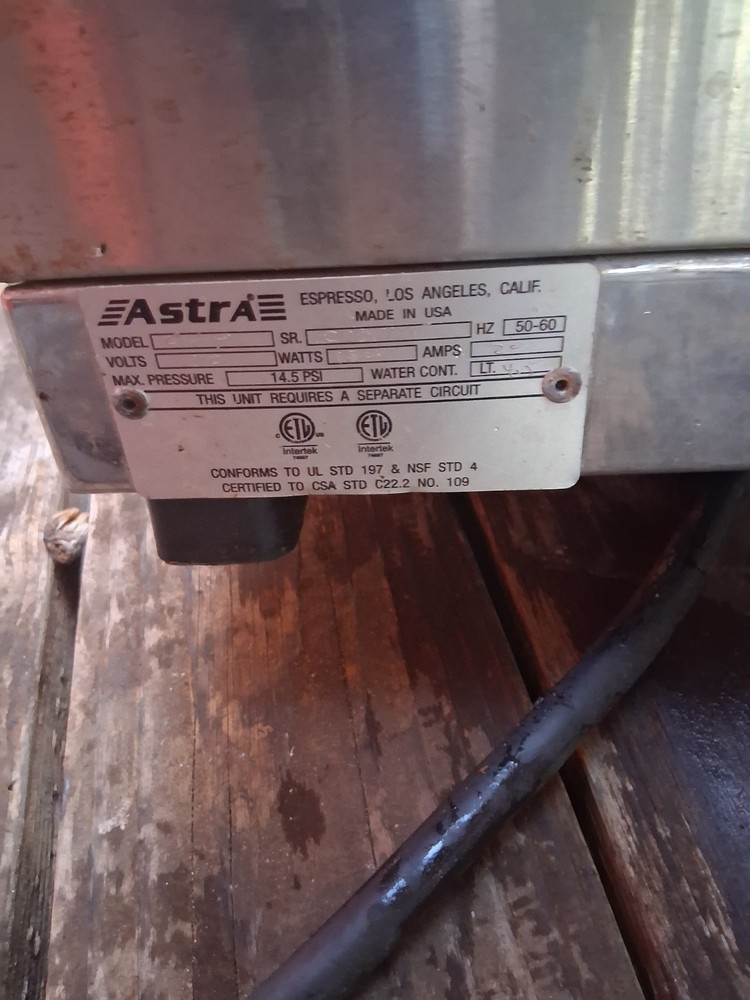 AstrA ESPRESSO, LOS ANGELES, CALIF.
MADE IN USA
MODEL SR. HZ 50-60
VOLTS WATTS AMPS
MAX. PRESSURE 14.5 PSI WATER CONT. LT.
THIS UNIT REQUIRES A SEPARATE CIRCUIT
C ETL US ETL
Intertek Intertek
CONFORMS TO UL STD 197 & NSF STD 4
CERTIFIED TO CSA STD C22.2 NO. 109